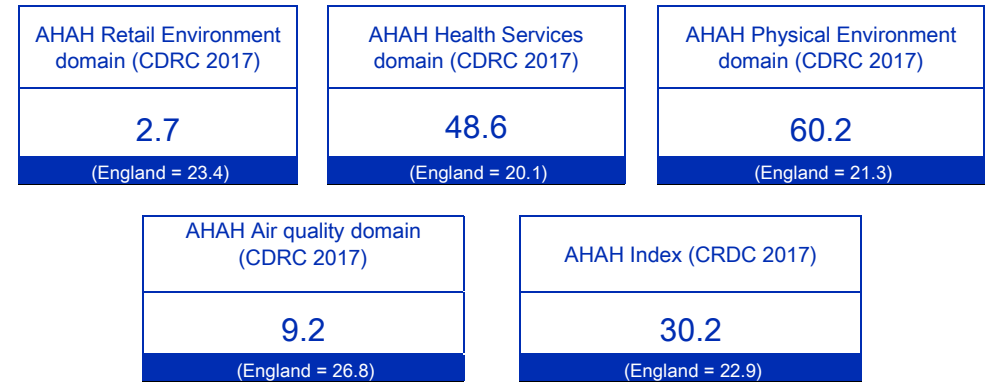 AHAH Retail Environment
domain (CDRC 2017)
2.7
(England = 23.4)
AHAH Health Services
domain (CDRC 2017)
48.6
(England = 20.1)
AHAH Physical Environment
domain (CDRC 2017)
60.2
(England = 21.3)
AHAH Air quality domain
(CDRC 2017)
9.2
(England = 26.8)
AHAH Index (CRDC 2017)
30.2
(England = 22.9)